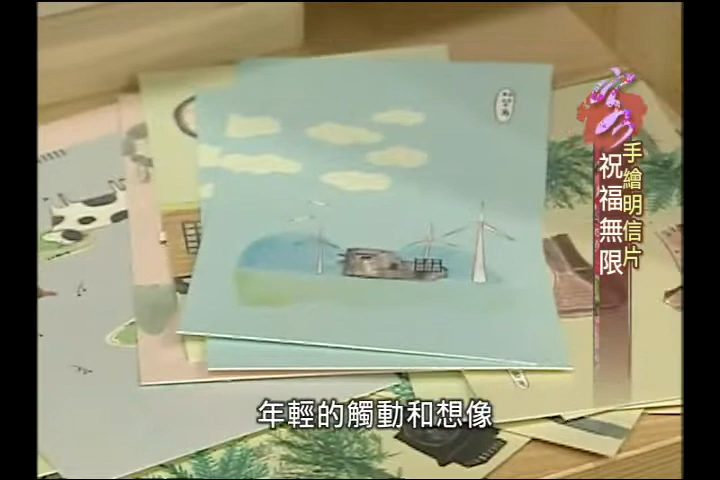 手繪明信片
祝福無限
年輕的觸動和想像